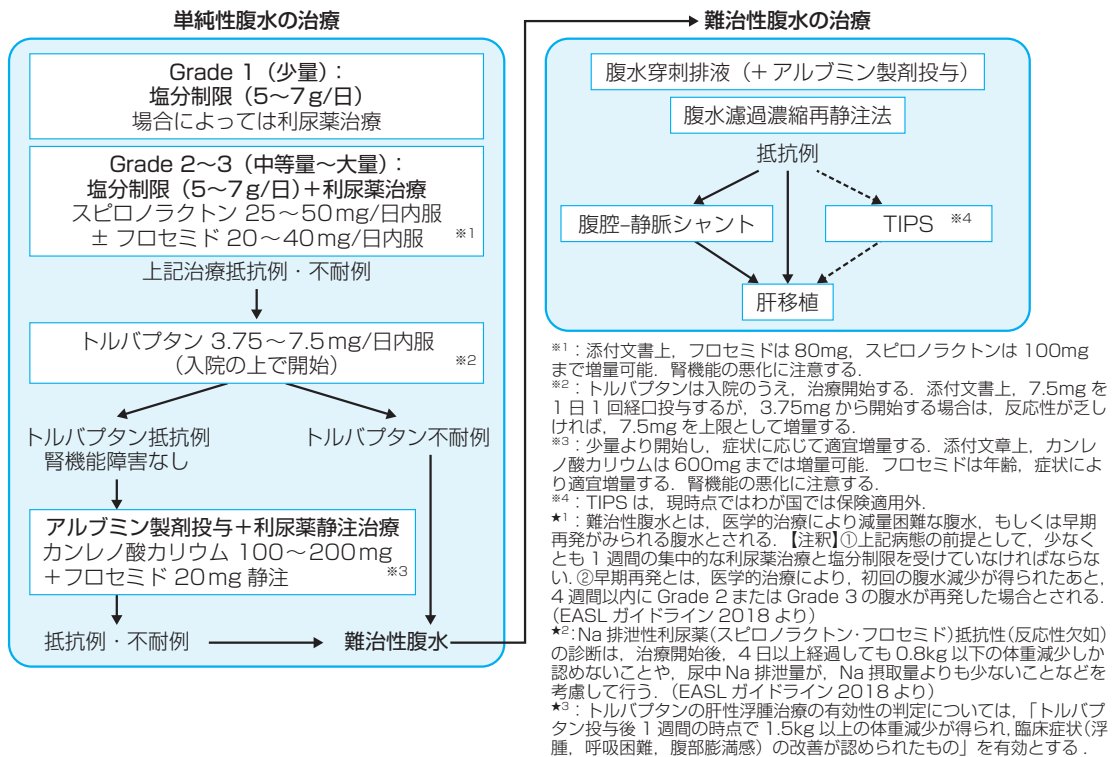 単純性腹水の治療
Grade 1（少量）：
塩分制限（5〜7g/日）
場合によっては利尿薬治療
Grade 2〜3（中等量〜大量）：
塩分制限（5〜7g/日）＋利尿薬治療
スピロノラクトン 25〜50mg/日内服
± フロセミド 20〜40mg/日内服 ※1
上記治療抵抗例・不耐例
トルバプタン 3.75〜7.5mg/日内服
（入院の上で開始） ※2
トルバプタン抵抗例
腎機能障害なし
トルバプタン不耐例
アルブミン製剤投与＋利尿薬静注治療
カンレノ酸カリウム 100〜200mg
＋フロセミド 20mg 静注 ※3
抵抗例・不耐例
難治性腹水
難治性腹水の治療
腹水穿刺排液（＋アルブミン製剤投与）
腹水濾過濃縮再静注法
抵抗例
腹腔–静脈シャント
TIPS ※4
肝移植
※1：添付文書上，フロセミドは 80mg，スピロノラクトンは 100mg
まで増量可能．腎機能の悪化に注意する．
※2：トルバプタンは入院のうえ，治療開始する．添付文書上，7.5mg を
1 日 1 回経口投与するが，3.75mg から開始する場合は，反応性が乏し
ければ，7.5mg を上限として増量する．
※3：少量より開始し，症状に応じて適宜増量する．添付文章上，カンレ
ノ酸カリウムは 600mg までは増量可能．フロセミドは年齢，症状によ
り適宜増量する．腎機能の悪化に注意する．
※4：TIPS は，現時点ではわが国では保険適用外．
★1：難治性腹水とは，医学的治療により減量困難な腹水，もしくは早期
再発がみられる腹水とされる．【注釈】①上記病態の前提として，少なく
とも 1 週間の集中的な利尿薬治療と塩分制限を受けていなければならな
い．②早期再発とは，医学的治療により，初回の腹水減少が得られたあと，
4 週間以内に Grade 2 または Grade 3 の腹水が再発した場合とされる．
（EASL ガイドライン 2018 より）
★2：Na 排泄性利尿薬（スピロノラクトン・フロセミド）抵抗性（反応性欠如）
の診断は，治療開始後，4 日以上経過しても 0.8kg 以下の体重減少しか
認めないことや，尿中 Na 排泄量が，Na 摂取量よりも少ないことなどを
考慮して行う．（EASL ガイドライン 2018 より）
★3：トルバプタンの肝性浮腫治療の有効性の判定については，「トルバプ
タン投与後 1 週間の時点で 1.5kg 以上の体重減少が得られ，臨床症状（浮
腫，呼吸困難，腹部膨満感）の改善が認められたもの」を有効とする．